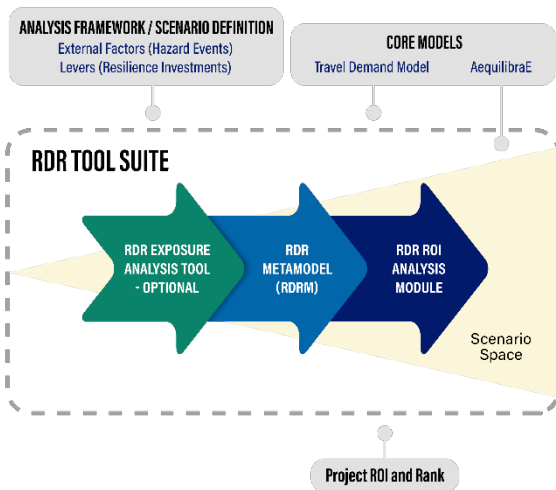 ANALYSIS FRAMEWORK / SCENARIO DEFINITION
External Factors (Hazard Events)
Levers (Resilience Investments)
CORE MODELS
Travel Demand Model
AequilibraE
RDR TOOL SUITE
RDR EXPOSURE
ANALYSIS TOOL
- OPTIONAL
RDR
METAMODEL
(RDRM)
RDR ROI
ANALYSIS
MODULE
Scenario
Space
Project ROI and Rank